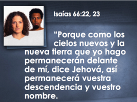 Isaías 66:22, 23
"Porque como los
cielos nuevos y la
nueva tierra que yo hago
permanecerán delante
de mí, dice Jehová, así
permanecerá vuestra
descendencia y vuestro
nombre.